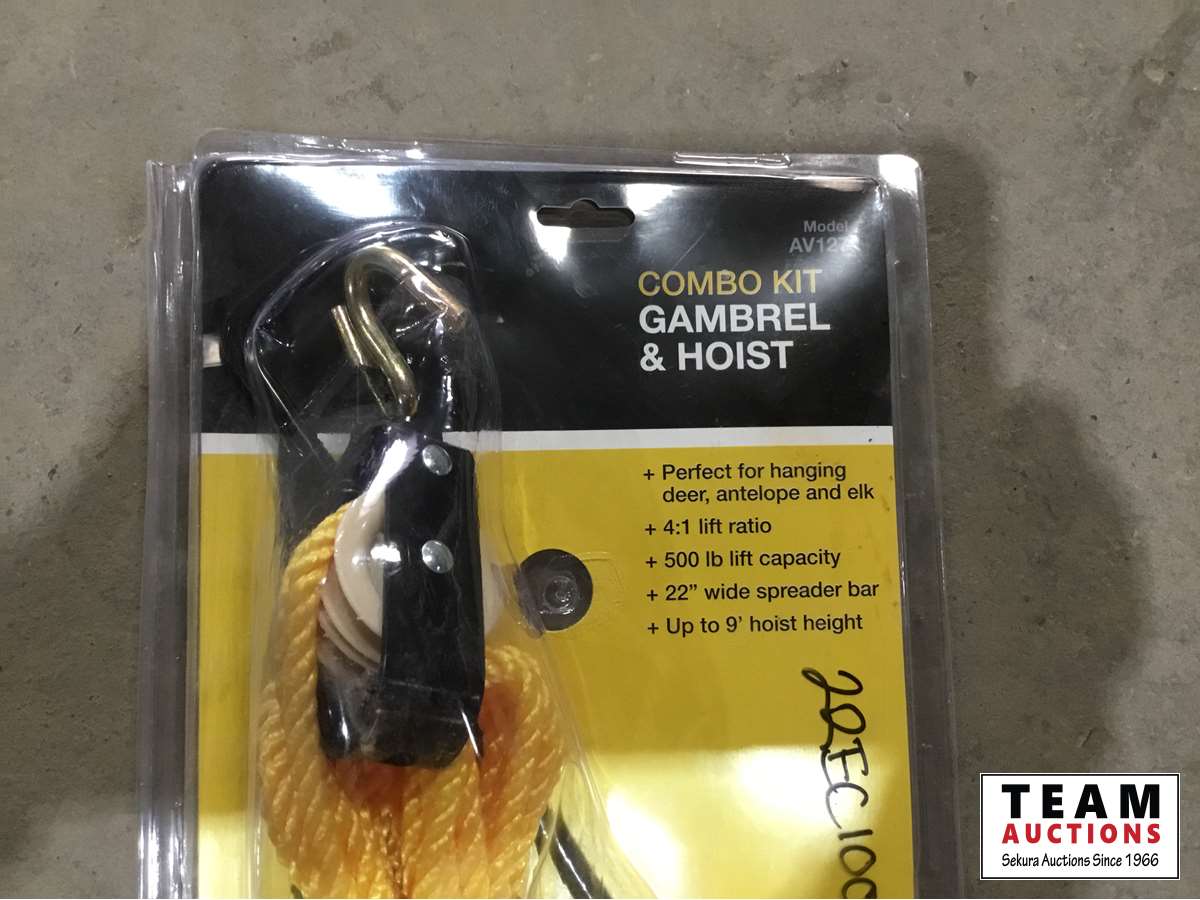 Model
COMBO KIT
GAMBREL
& HOIST
+ Perfect for hanging
deer, antelope and elk
+ 4:1 lift ratio
+ 500 lb lift capacity
+ 22” wide spreader bar
+ Up to 9’ hoist height
TEAM
AUCTIONS
Sekura Auctions Since 1966